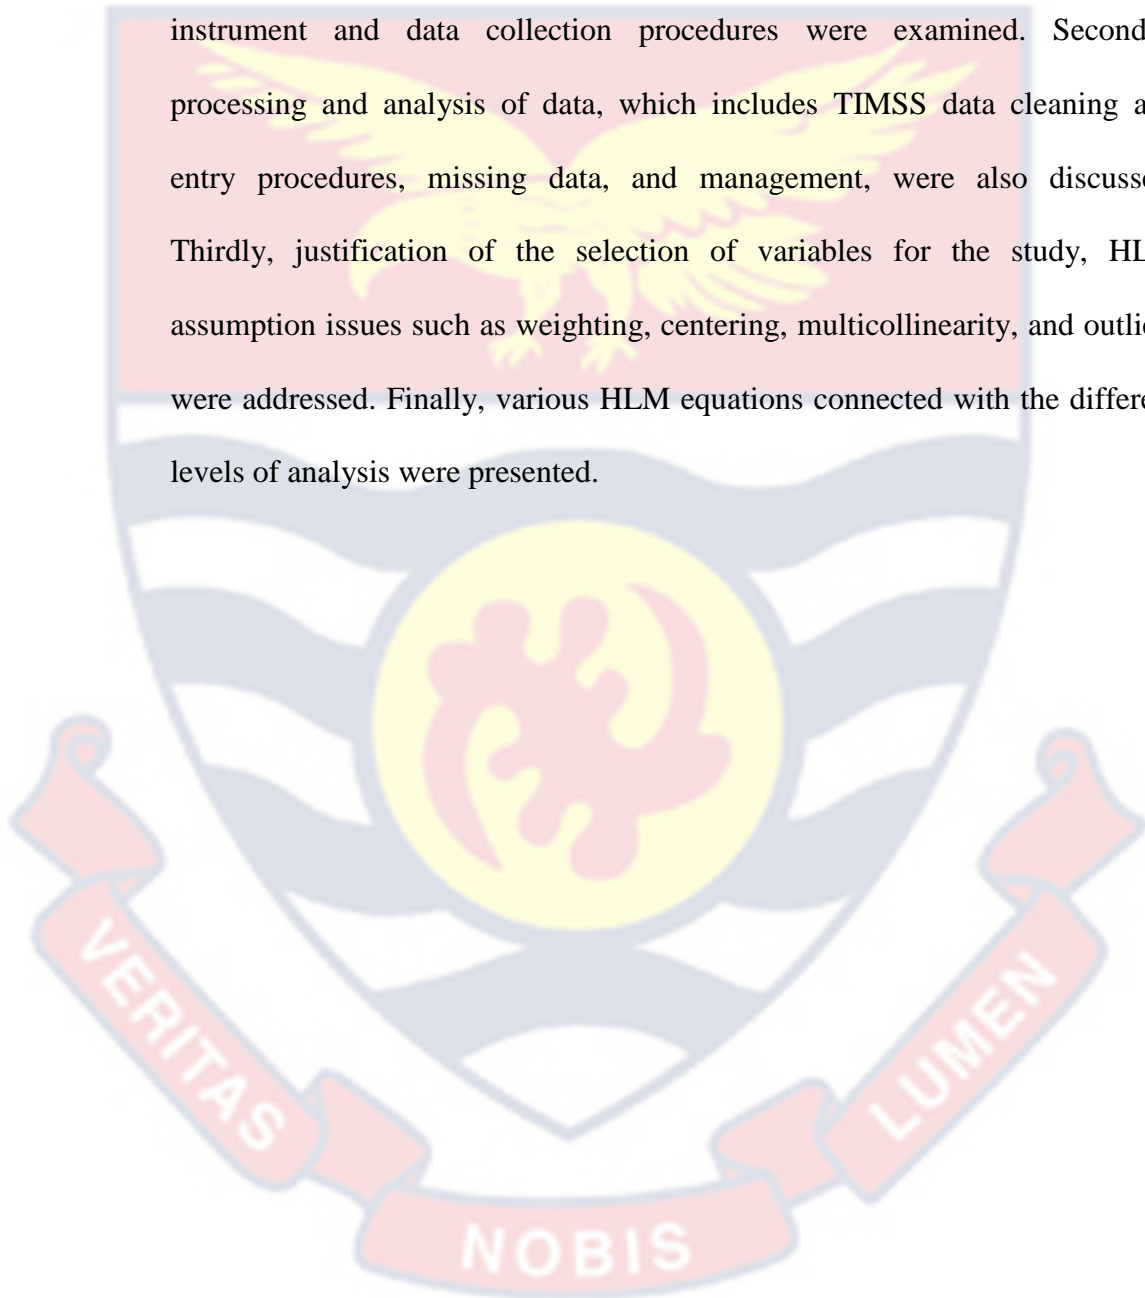 instrument and data collection procedures were examined. Second
processing and analysis of data, which includes TIMSS data cleaning a
entry procedures, missing data, and management, were also discusse
Thirdly, justification of the selection of variables for the study, HL
assumption issues such as weighting, centering, multicollinearity, and outli
were addressed. Finally, various HLM equations connected with the differe
levels of analysis were presented.
VERITAS
NOBIS
LUMEN